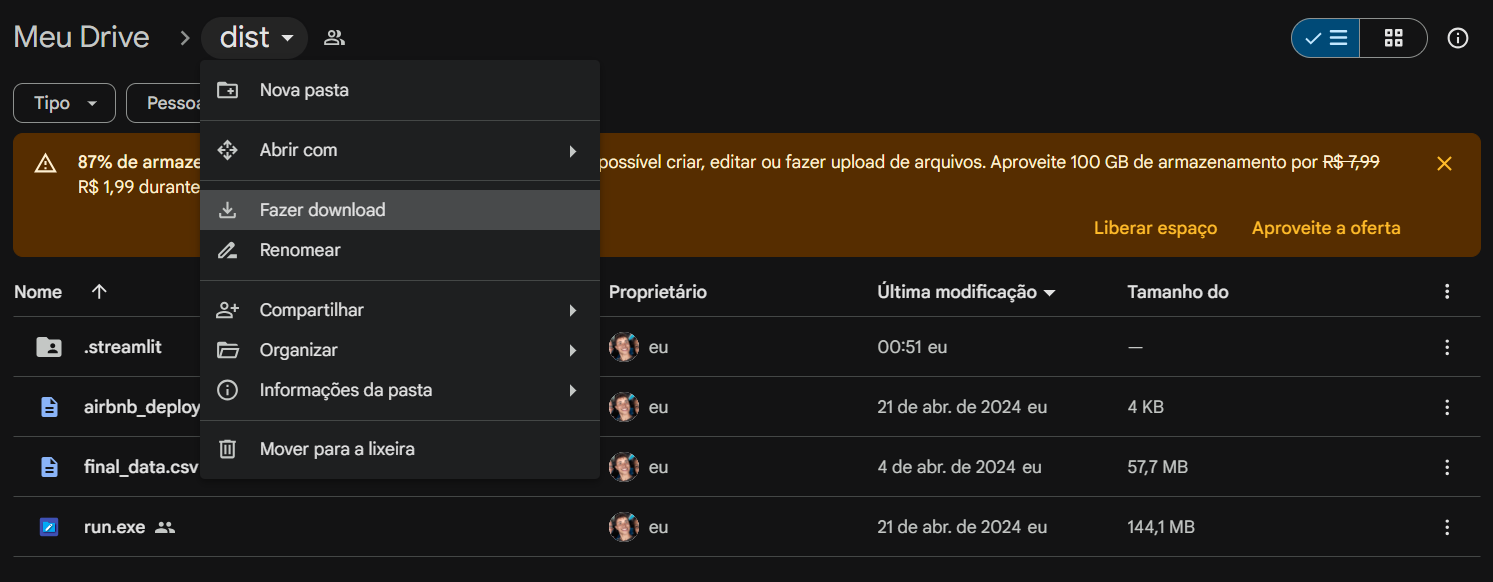 Meu Drive
dist
Tipo
Pessoa
Nova pasta
Abrir com
Fazer download
Renomear
Compartilhar
Organizar
Informações da pasta
Mover para a lixeira
87% de armaze
possível criar, editar ou fazer upload de arquivos. Aproveite 100 GB de armazenamento por R$ 7,99
R$ 1,99 durante
Liberar espaço Aproveite a oferta
Nome Proprietário Última modificação Tamanho do
.streamlit eu 00:51 eu —
airbnb_deploy eu 21 de abr. de 2024 eu 4 KB
final_data.csv eu 4 de abr. de 2024 eu 57,7 MB
run.exe eu 21 de abr. de 2024 eu 144,1 MB